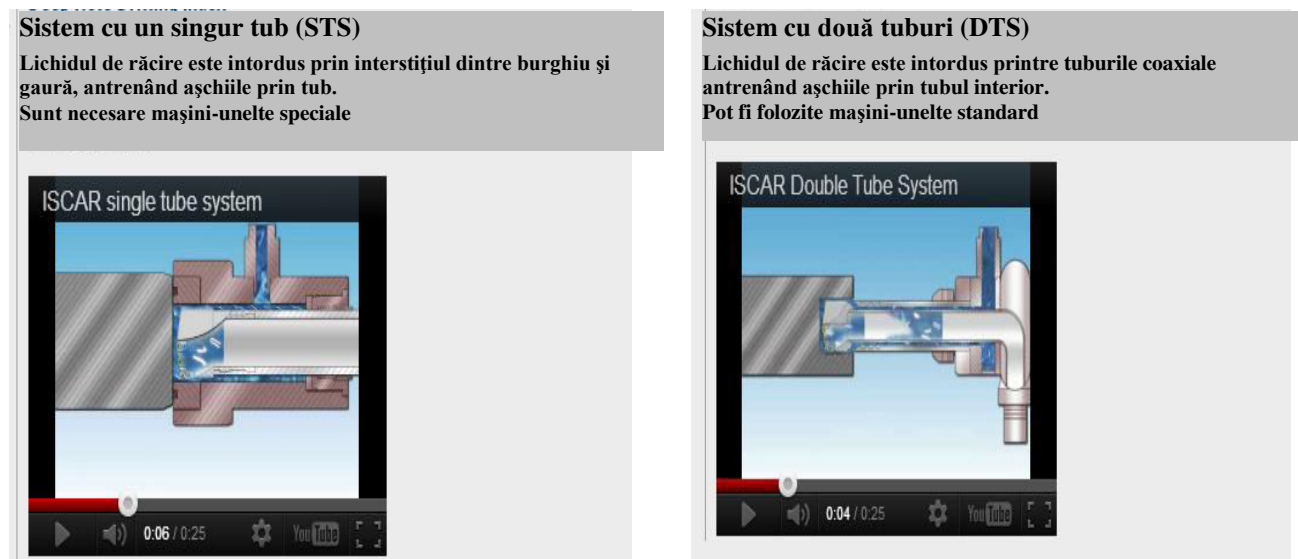 Sistem cu un singur tub (STS)
Lichidul de răcire este intordus prin interstiţiul dintre burghiu şi
gaură, antrenând aşchiile prin tub.
Sunt necesare maşini-unelte speciale
ISCAR single tube system
0:06 / 0:25
YouTube
Sistem cu două tuburi (DTS)
Lichidul de răcire este intordus printre tuburile coaxiale
antrenând aşchiile prin tubul interior.
Pot fi folozite maşini-unelte standard
ISCAR Double Tube System
0:04 / 0:25
YouTube